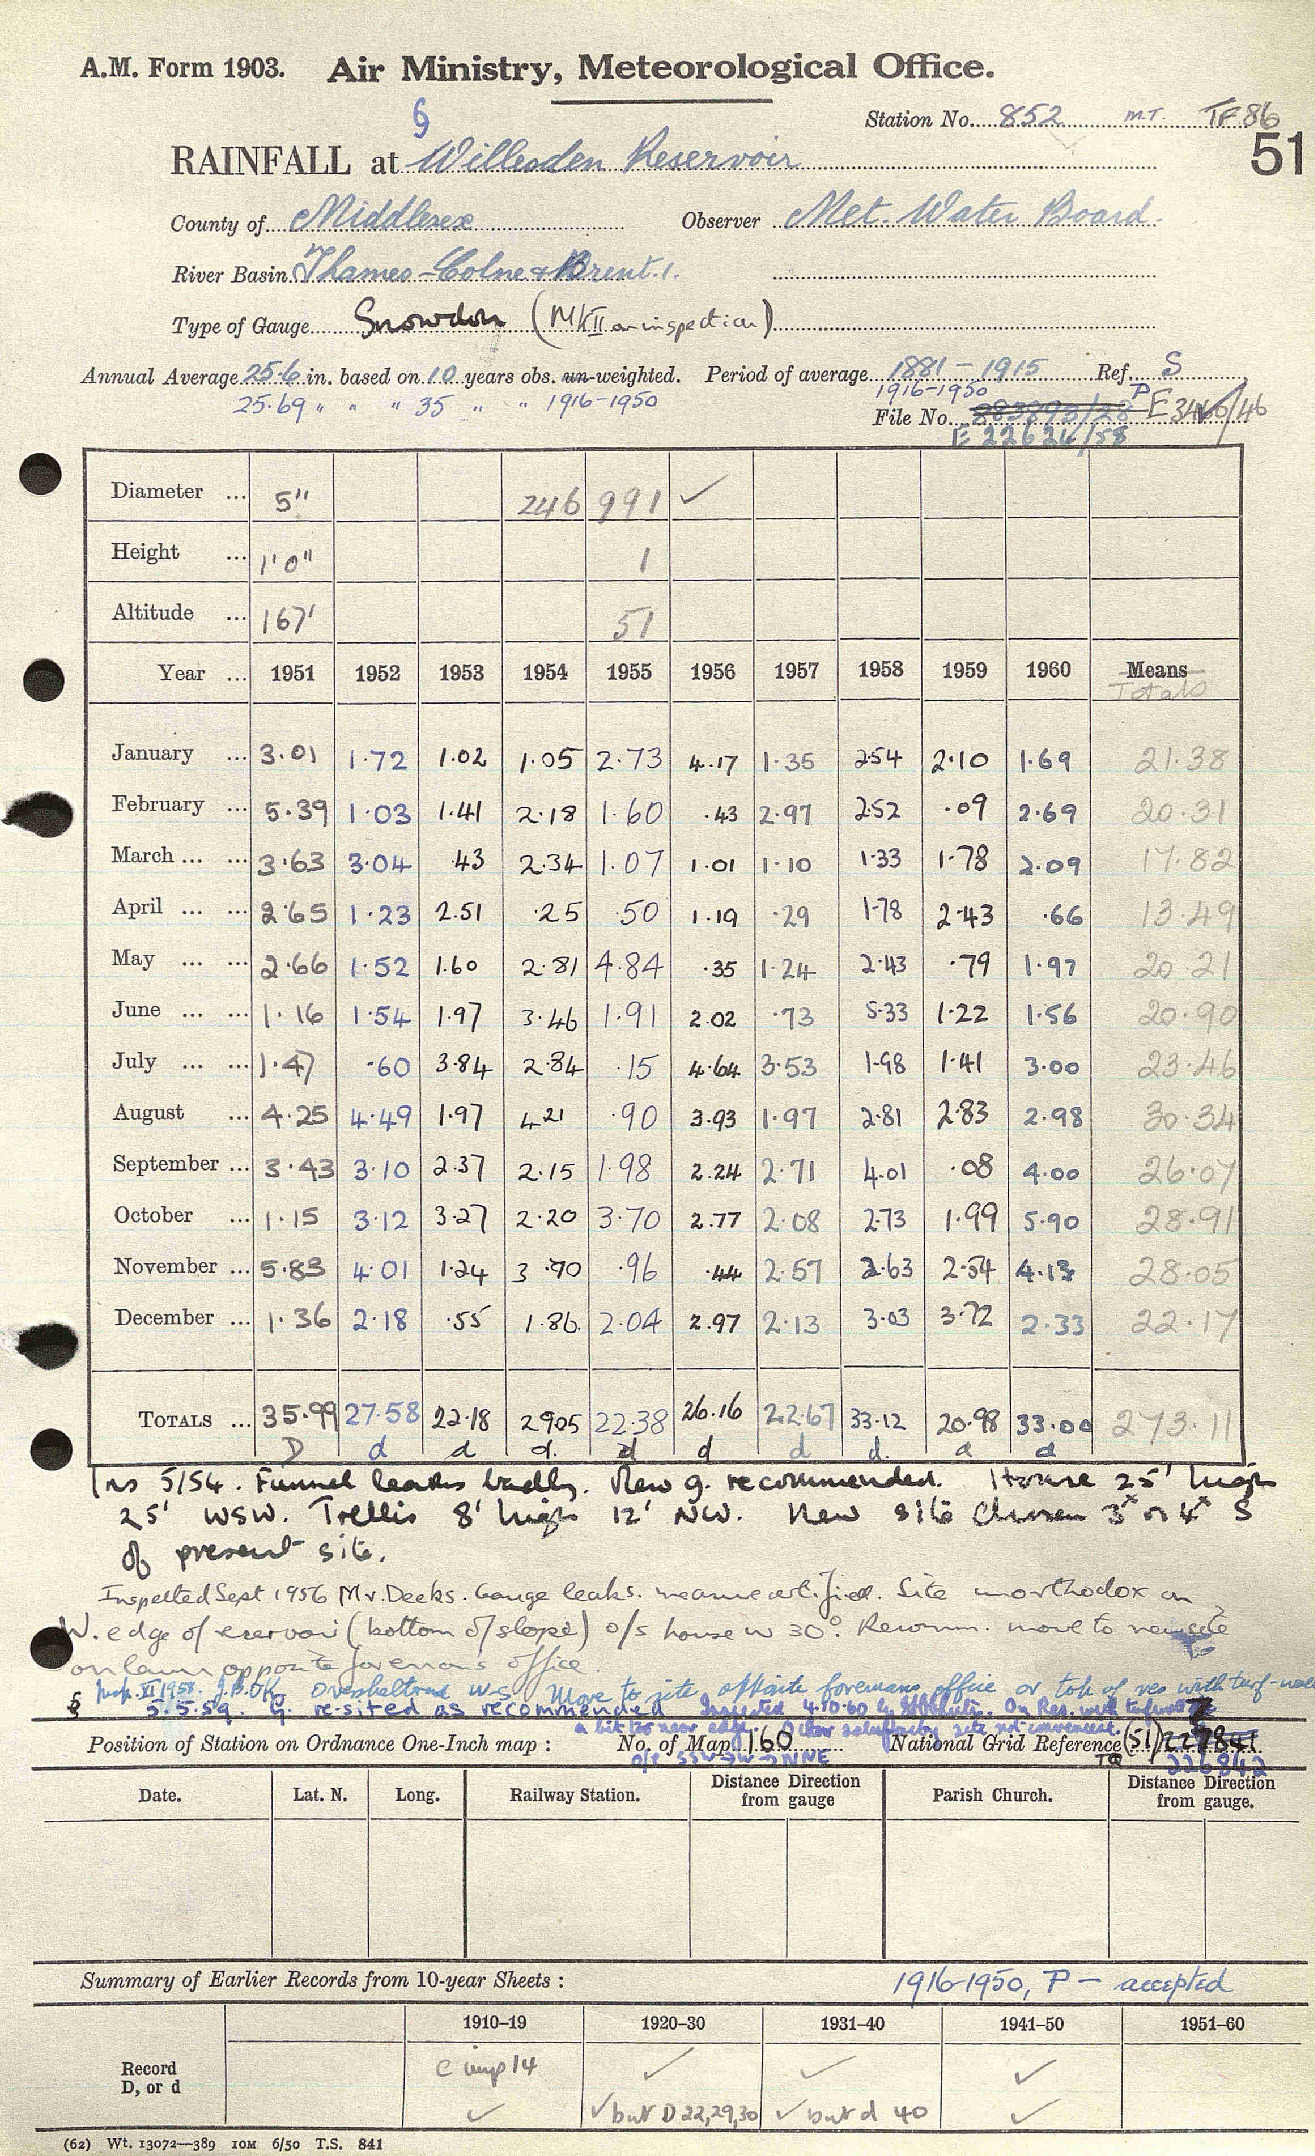 A.M. Form 1903. Air Ministry, Meteorological Office.
Station No. 852 M.T. TF86
51
§
RAINFALL at Willesden Reservoir
County of Middlesex Observer Met. Water Board.
River Basin Thames - Colne & Brent. 1.
Type of Gauge Snowdon (MkII on inspection)
Annual Average 25.6 in. based on 10 years obs. un-weighted. Period of average 1881 - 1915 Ref. S
25.69 " " " 35 " " 1916-1950 1916-1950 P
File No. 883893/28 E 3466/46
E 22624/58
Diameter ... 5" 246 991 ✓
Height ... 1'0" 1
Altitude ... 167' 51
Year ... 1951 1952 1953 1954 1955 1956 1957 1958 1959 1960 Means
Totals
January ... 3.01 1.72 1.02 1.05 2.73 4.17 1.35 2.54 2.10 1.69 21.38
February ... 5.39 1.03 1.41 2.18 1.60 .43 2.97 2.52 .09 2.69 20.31
March ... ... 3.63 3.04 .43 2.34 1.07 1.01 1.10 1.33 1.78 2.09 17.82
April ... ... 2.65 1.23 2.51 .25 .50 1.19 .29 1.78 2.43 .66 13.49
May ... ... 2.66 1.52 1.60 2.81 4.84 .35 1.24 2.43 .79 1.97 20.21
June ... ... 1.16 1.54 1.97 3.46 1.91 2.02 .73 5.33 1.22 1.56 20.90
July ... ... 1.47 .60 3.84 2.84 .15 4.64 3.53 1.98 1.41 3.00 23.46
August ... 4.25 4.49 1.97 4.21 .90 3.93 1.97 2.81 2.83 2.98 30.34
September ... 3.43 3.10 2.37 2.15 1.98 2.24 2.71 4.01 .08 4.00 26.07
October ... 1.15 3.12 3.27 2.20 3.70 2.77 2.08 2.73 1.99 5.90 28.91
November ... 5.83 4.01 1.24 3.70 .96 .44 2.57 2.63 2.54 4.13 28.05
December ... 1.36 2.18 .55 1.86 2.04 2.97 2.13 3.03 3.72 2.33 22.17
TOTALS ... 35.99 27.58 22.18 29.05 22.38 26.16 22.67 33.12 20.98 33.00 273.11
D d d d. d d d d. d d
Ins 5/54. Funnel leaks badly. New g. recommended. House 25' high
25' WSW. Trellis 8' high 12' NW. New site chosen 3x or 4x S
of present site.
Inspected Sept 1956 Mr. Deeks. Gauge leaks. Site unorthodox on
W. edge of reservoir (bottom of slope) o/s house W 30°. Recomm. move to new site
on lawn opposite foreman's office.
Insp. XI 1958. Oversheltered W.S. Move to site opposite foremans office or top of res with turf-wall
§ 5.5.59. G. re-sited as recommended Inspected 4.10.60 On Res. with turfwall
a bit too near edge. Other site not convenient.
Position of Station on Ordnance One-Inch map : No. of Map 160 National Grid Reference (51) 227841
o/s SSW → W → NNE TQ 226842
Date. Lat. N. Long. Railway Station. Distance Direction from gauge Parish Church. Distance Direction from gauge.
Summary of Earlier Records from 10-year Sheets : 1916-1950, P - accepted
1910-19 1920-30 1931-40 1941-50 1951-60
Record D, or d c imp 14 ✓ ✓ ✓
✓ ✓ but D 22,29,30 ✓ but d 40 ✓
(62) Wt. 13072—389 10M 6/50 T.S. 841